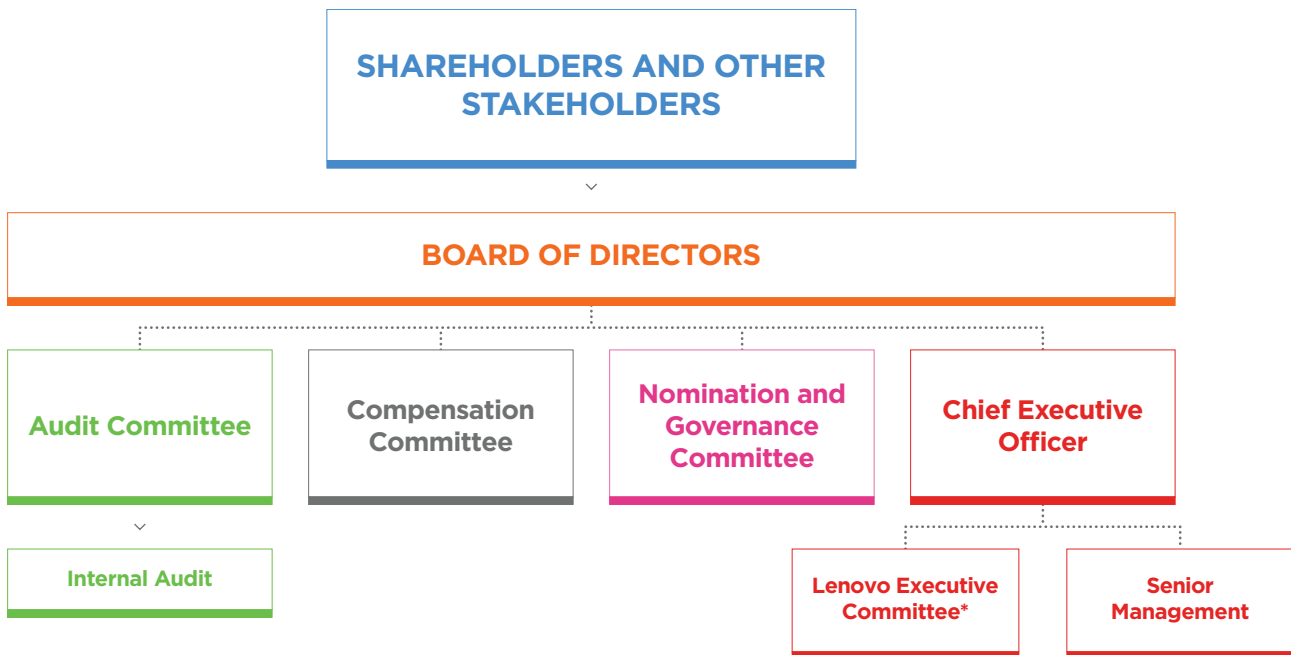 SHAREHOLDERS AND OTHER
STAKEHOLDERS
BOARD OF DIRECTORS
Audit Committee
Compensation
Committee
Nomination and
Governance
Committee
Chief Executive
Officer
Internal Audit
Lenovo Executive
Committee*
Senior
Management